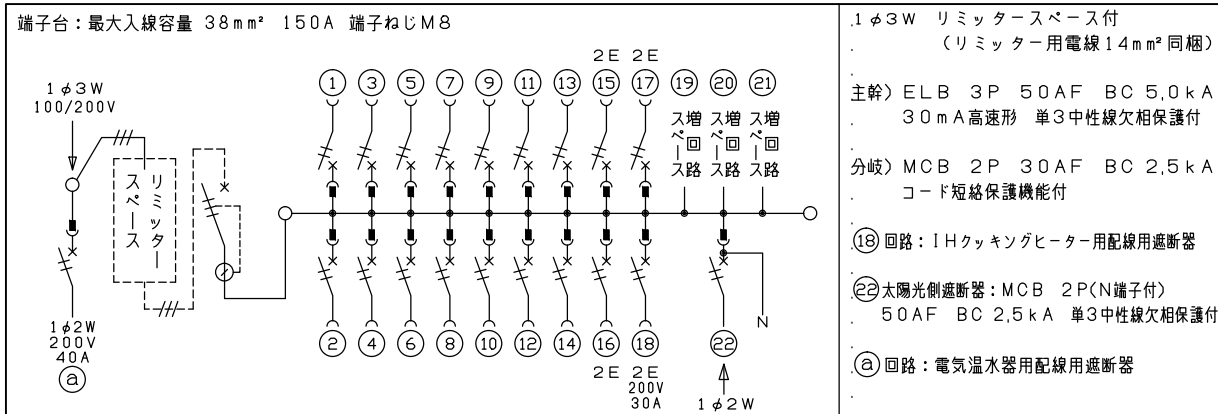 端子台：最大入線容量 38mm² 150A 端子ねじM8
1φ3W
100/200V
リミッター
スペース
1φ2W
200V
40A
ⓐ
2E 2E
① ③ ⑤ ⑦ ⑨ ⑪ ⑬ ⑮ ⑰ ⑲ ⑳ ㉑
増回路スペース 増回路スペース 増回路スペース
N
② ④ ⑥ ⑧ ⑩ ⑫ ⑭ ⑯ ⑱ ㉒
2E 2E
200V
30A
1φ2W
1φ3W リミッタースペース付
（リミッター用電線14mm²同梱）
主幹）ELB 3P 50AF BC 5,0kA
30mA高速形 単3中性線欠相保護付
分岐）MCB 2P 30AF BC 2,5kA
コード短絡保護機能付
⑱回路：IHクッキングヒーター用配線用遮断器
㉒太陽光側遮断器：MCB 2P(N端子付)
50AF BC 2,5kA 単3中性線欠相保護付
ⓐ回路：電気温水器用配線用遮断器